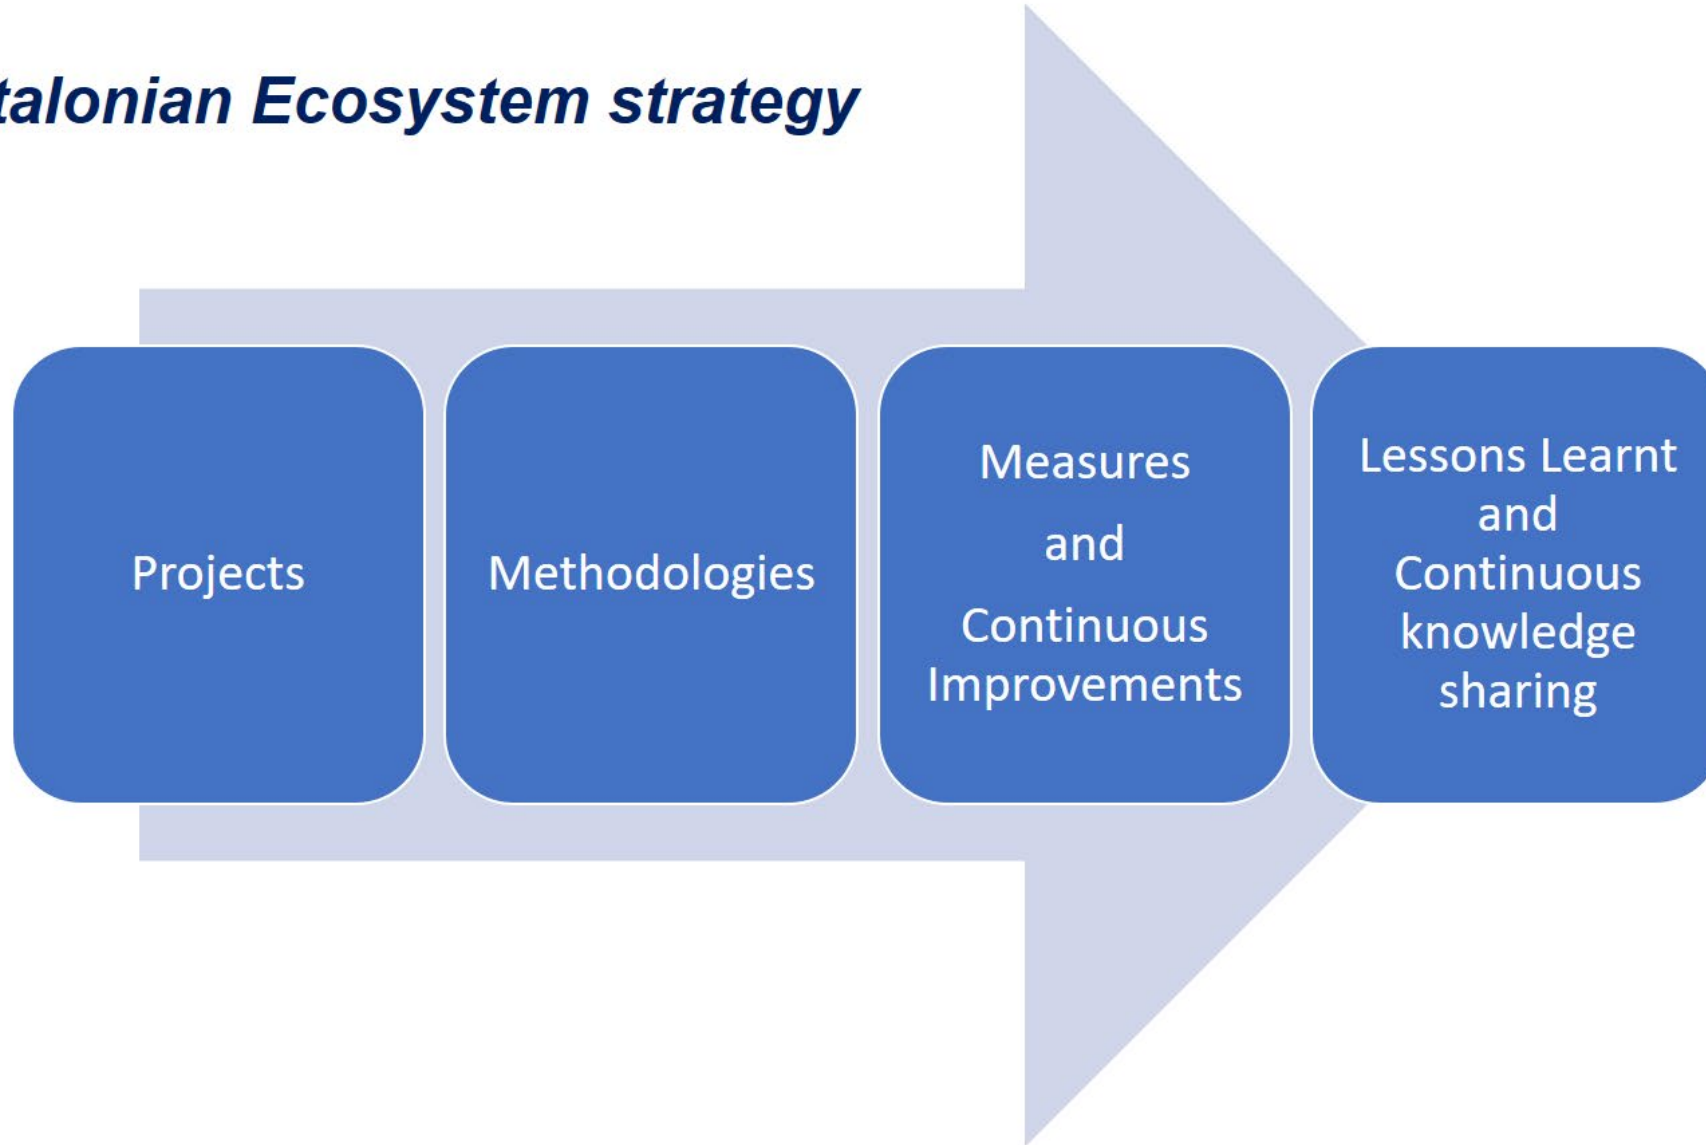 talonian Ecosystem strategy
Projects
Methodologies
Measures
and
Continuous
Improvements
Lessons Learnt
and
Continuous
knowledge
sharing